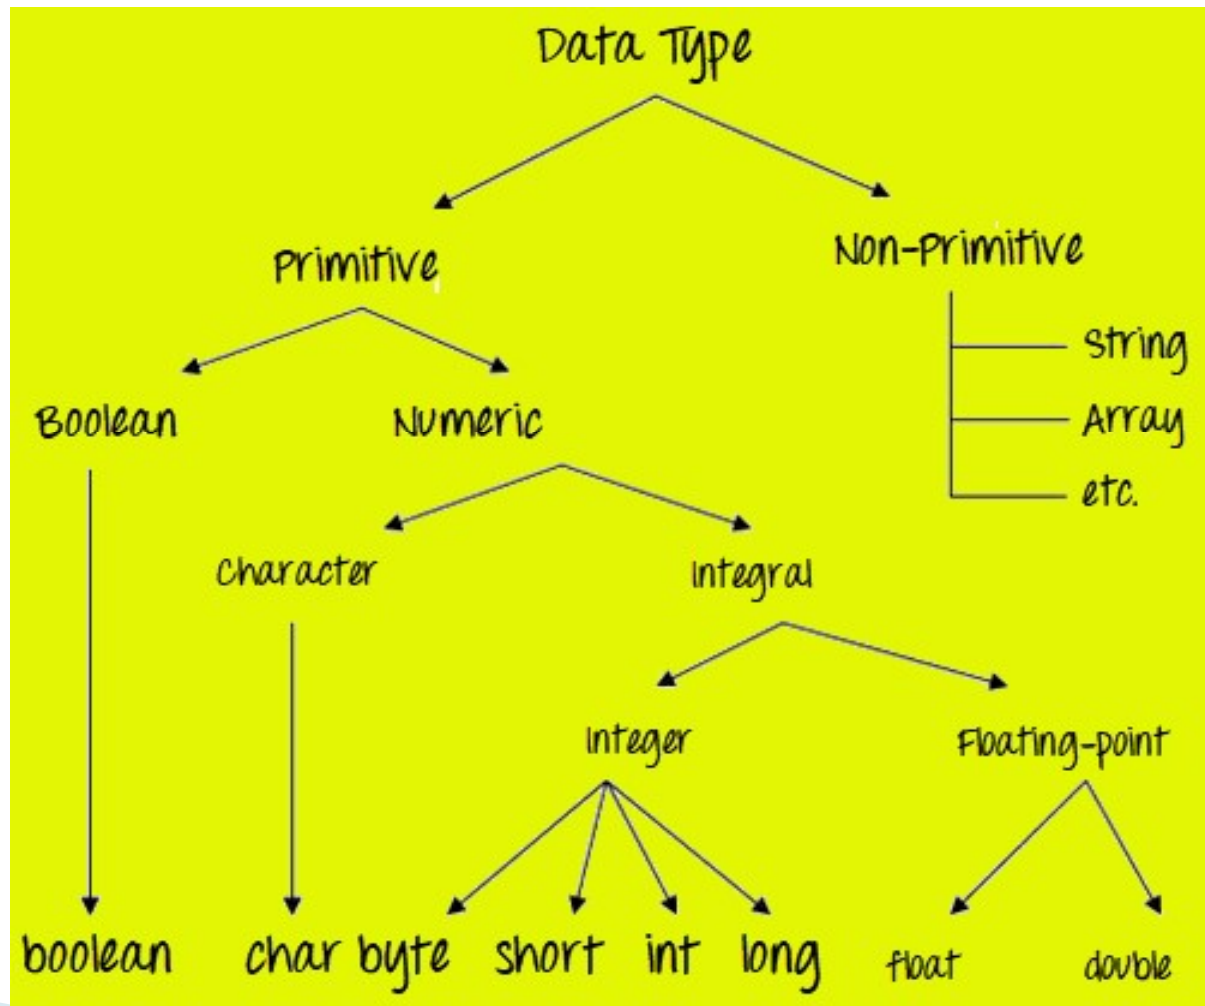 Data Type
Primitive
Non-Primitive
String
Array
etc.
Boolean
Numeric
Character
Integral
Integer
Floating-point
boolean
char byte short int long float double